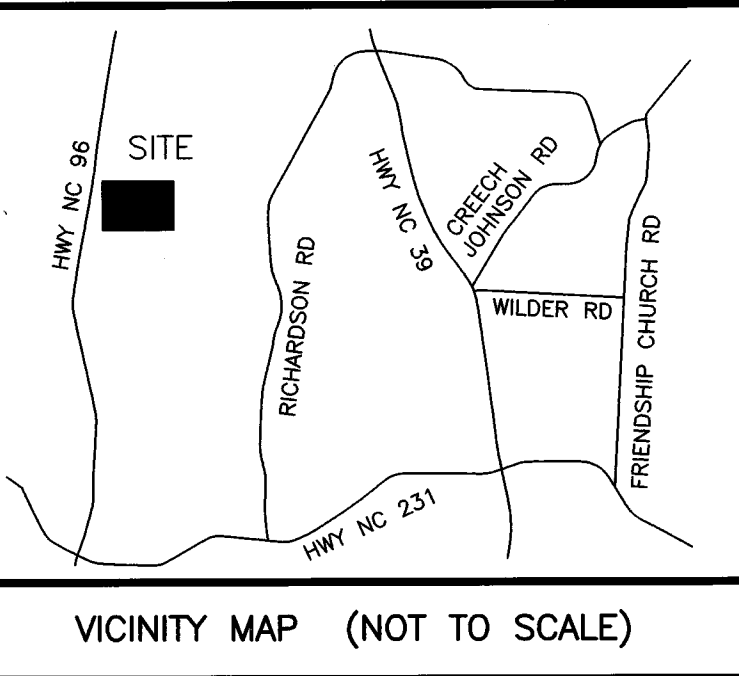 SITE
HWY NC 96
HWY NC 39
CREECH
JOHNSON RD
RICHARDSON RD
WILDER RD
FRIENDSHIP CHURCH RD
HWY NC 231
VICINITY MAP (NOT TO SCALE)